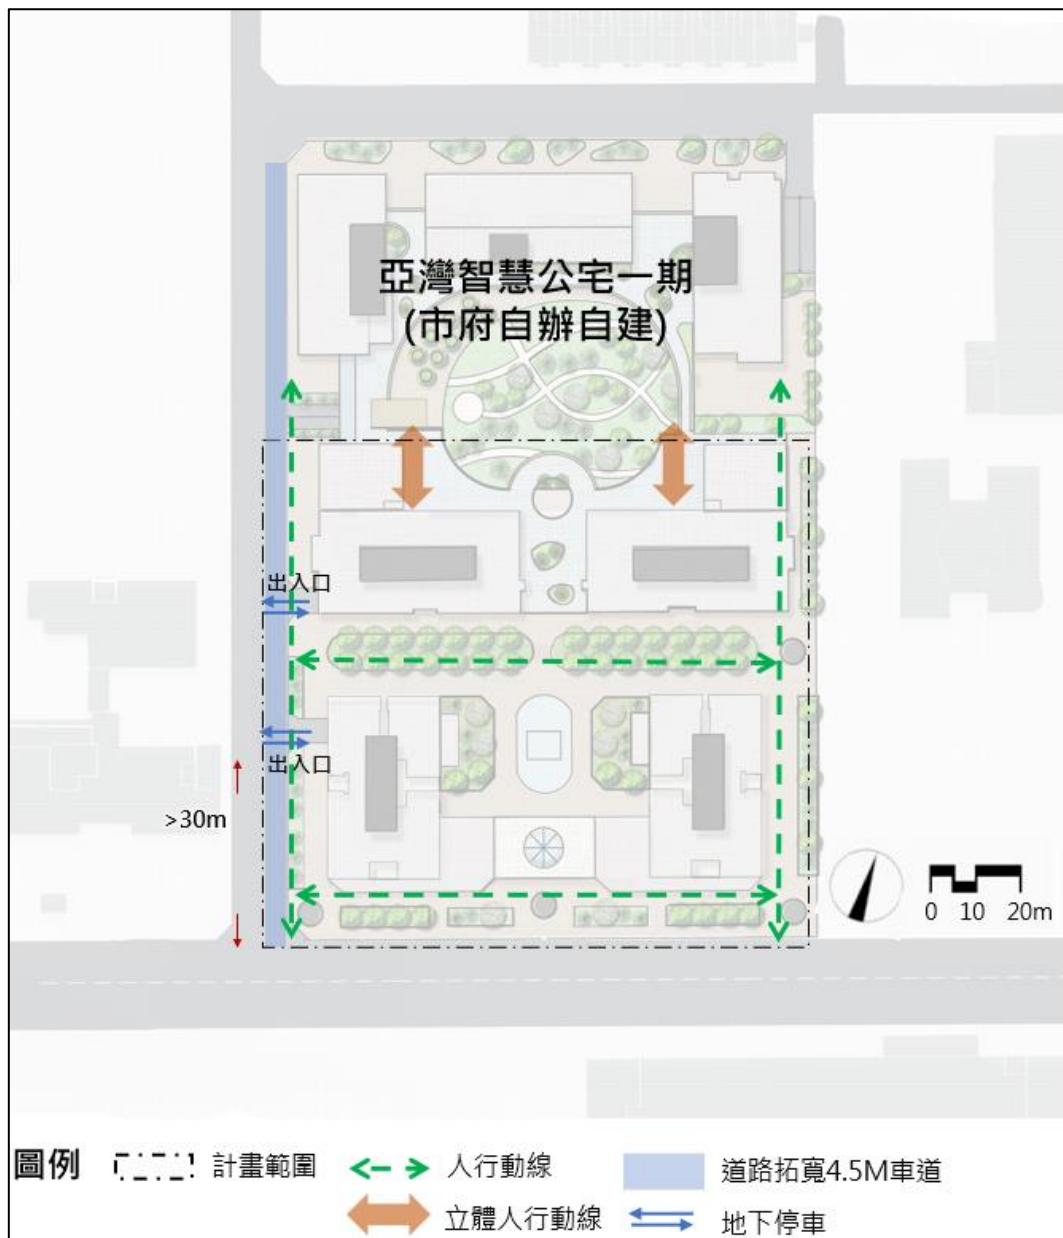 亞灣智慧公宅一期
(市府自辦自建)
出入口
出入口
>30m
0 10 20m
圖例
計畫範圍
人行動線
道路拓寬4.5M車道
立體人行動線
地下停車